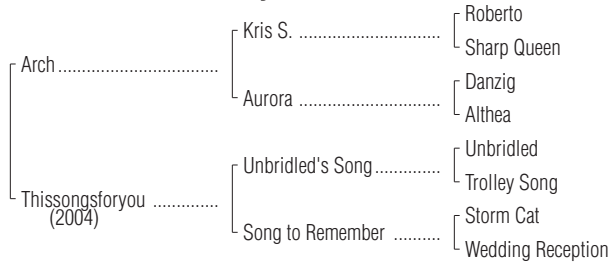 Roberto
Kris S. ..................................
Sharp Queen
Arch ................................
Danzig
Aurora ..................................
Althea
Unbridled
Unbridled's Song ...............
Trolley Song
Thissongsforyou ..............
(2004)
Storm Cat
Song to Remember ..........
Wedding Reception